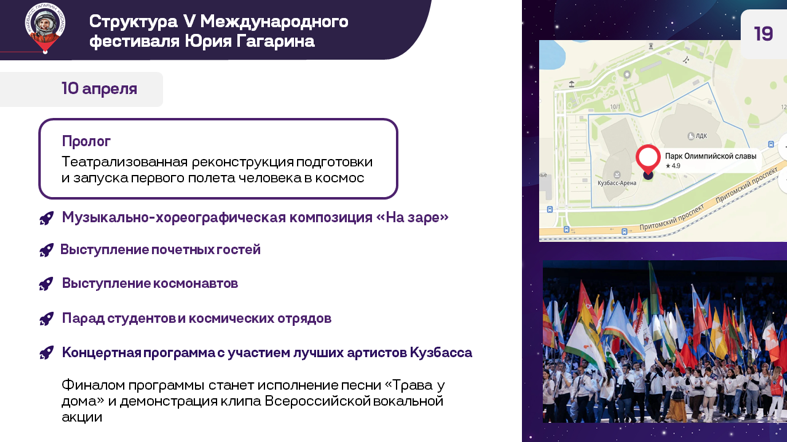 Структура V Международного
фестиваля Юрия Гагарина
19
10 апреля
Пролог
Театрализованная реконструкция подготовки
и запуска первого полета человека в космос
Музыкально-хореографическая композиция «На заре»
Выступление почетных гостей
Выступление космонавтов
Парад студентов и космических отрядов
Концертная программа с участием лучших артистов Кузбасса
Финалом программы станет исполнение песни «Трава у
дома» и демонстрация клипа Всероссийской вокальной
акции
10/1
ЛДК
12
Парк Олимпийской славы
4.9
Кузбасс-Арена
Притомский проспект
Притомский проспект